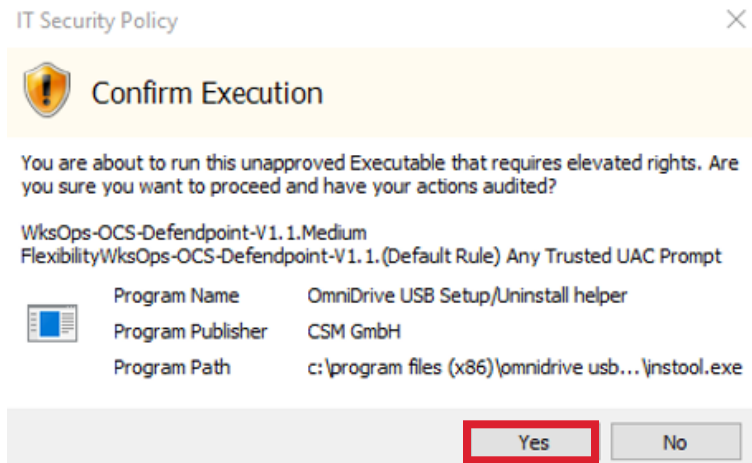 IT Security Policy
Confirm Execution
You are about to run this unapproved Executable that requires elevated rights. Are
you sure you want to proceed and have your actions audited?
WksOps-OCS-Defendpoint-V1.1.Medium
FlexibilityWksOps-OCS-Defendpoint-V1.1.(Default Rule) Any Trusted UAC Prompt
Program Name OmniDrive USB Setup/Uninstall helper
Program Publisher CSM GmbH
Program Path c:\program files (x86)\omnidrive usb...\instool.exe
Yes No